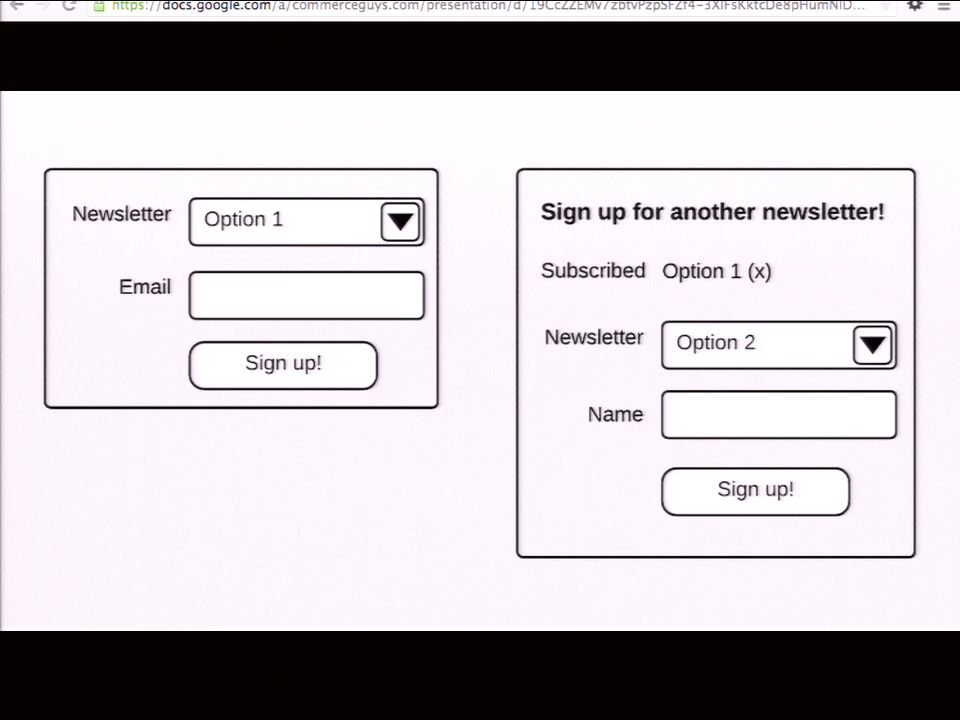 https://docs.google.com/a/commerceguys.com/presentation/d/
Newsletter Option 1
Email
Sign up!
Sign up for another newsletter!
Subscribed Option 1 (x)
Newsletter Option 2
Name
Sign up!